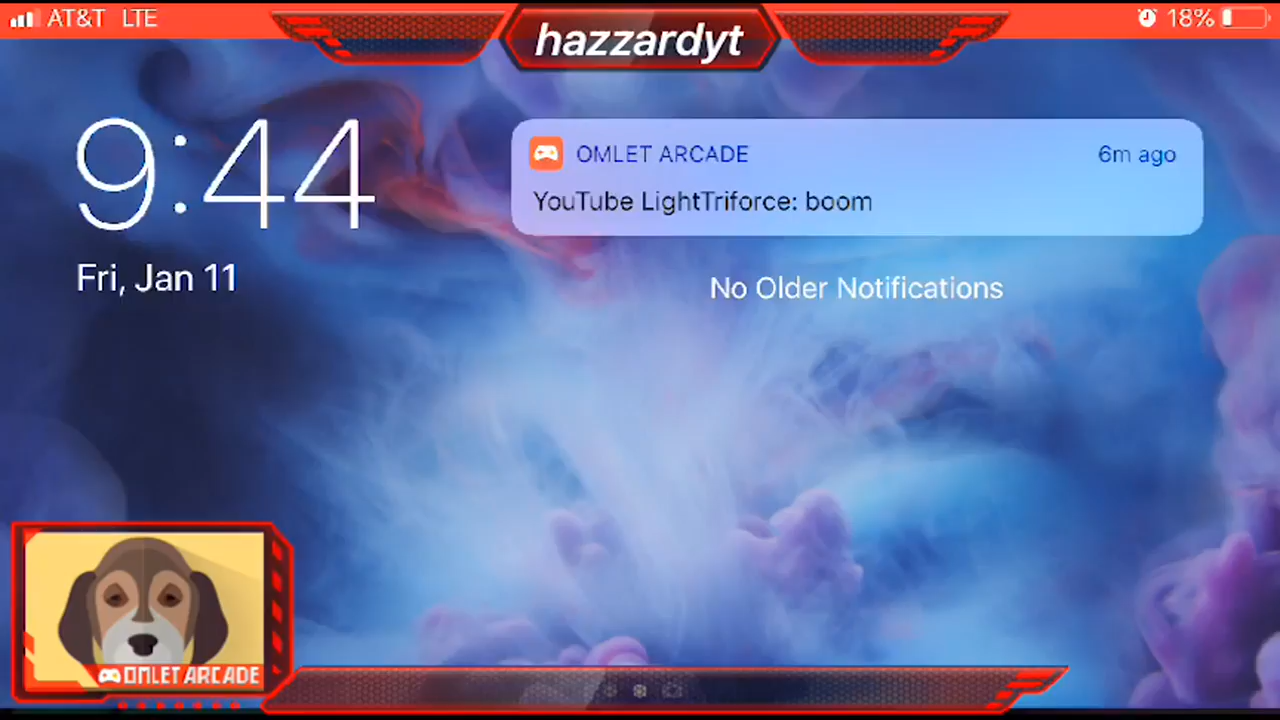 AT&T LTE
hazzardyt
18%
9:44
Fri, Jan 11
OMLET ARCADE
6m ago
YouTube LightTriforce: boom
No Older Notifications
OMLET ARCADE